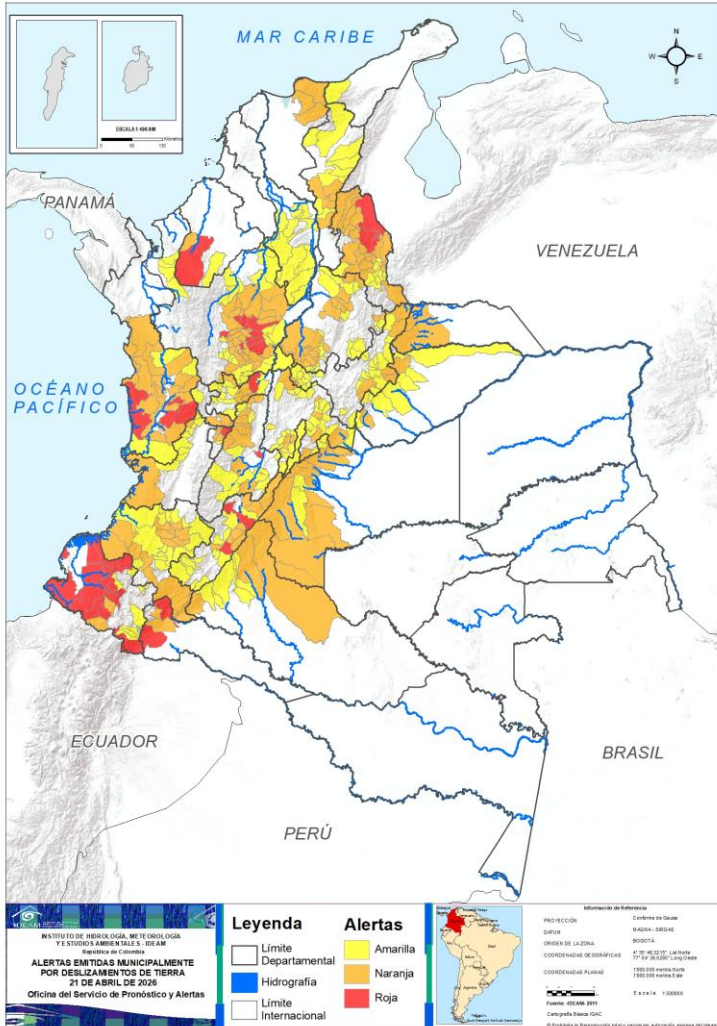 MAR CARIBE
N
W
E
S
ESCALA 1:400.000
PANAMÁ
VENEZUELA
OCÉANO
PACÍFICO
ECUADOR
BRASIL
PERÚ
IDEAM
INSTITUTO DE HIDROLOGÍA, METEOROLOGÍA
Y ESTUDIOS AMBIENTALES - IDEAM
República de Colombia
ALERTAS EMITIDAS MUNICIPALMENTE
POR DESLIZAMIENTOS DE TIERRA
21 DE ABRIL DE 2026
Oficina del Servicio de Pronóstico y Alertas
Leyenda
Límite
Departamental
Hidrografía
Límite
Internacional
Alertas
Amarilla
Naranja
Roja
Información de Referencia
PROYECCIÓN
Conforme de Gauss
DATUM
MAGNA - SIRGAS
ORIGEN DE LA ZONA
BOGOTÁ
COORDENADAS GEOGRÁFICAS
COORDENADAS PLANAS
1'000.000 metros Norte
1'000.000 metros Este
Fuente:
Cartografía Básica IGAC